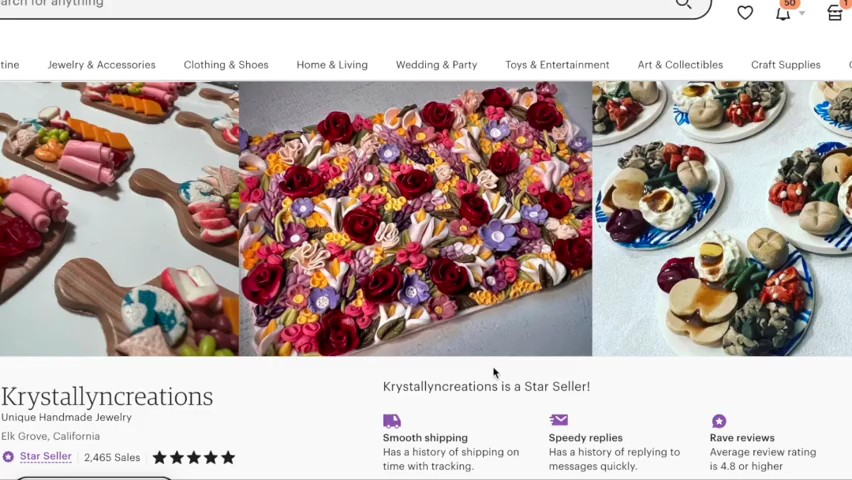 arch for anything
50
1
tine
Jewelry & Accessories
Clothing & Shoes
Home & Living
Wedding & Party
Toys & Entertainment
Art & Collectibles
Craft Supplies
Krystallyncreations
Unique Handmade Jewelry
Elk Grove, California
Star Seller
2,465 Sales
Krystallyncreations is a Star Seller!
Smooth shipping
Has a history of shipping on
time with tracking.
Speedy replies
Has a history of replying to
messages quickly.
Rave reviews
Average review rating
is 4.8 or higher